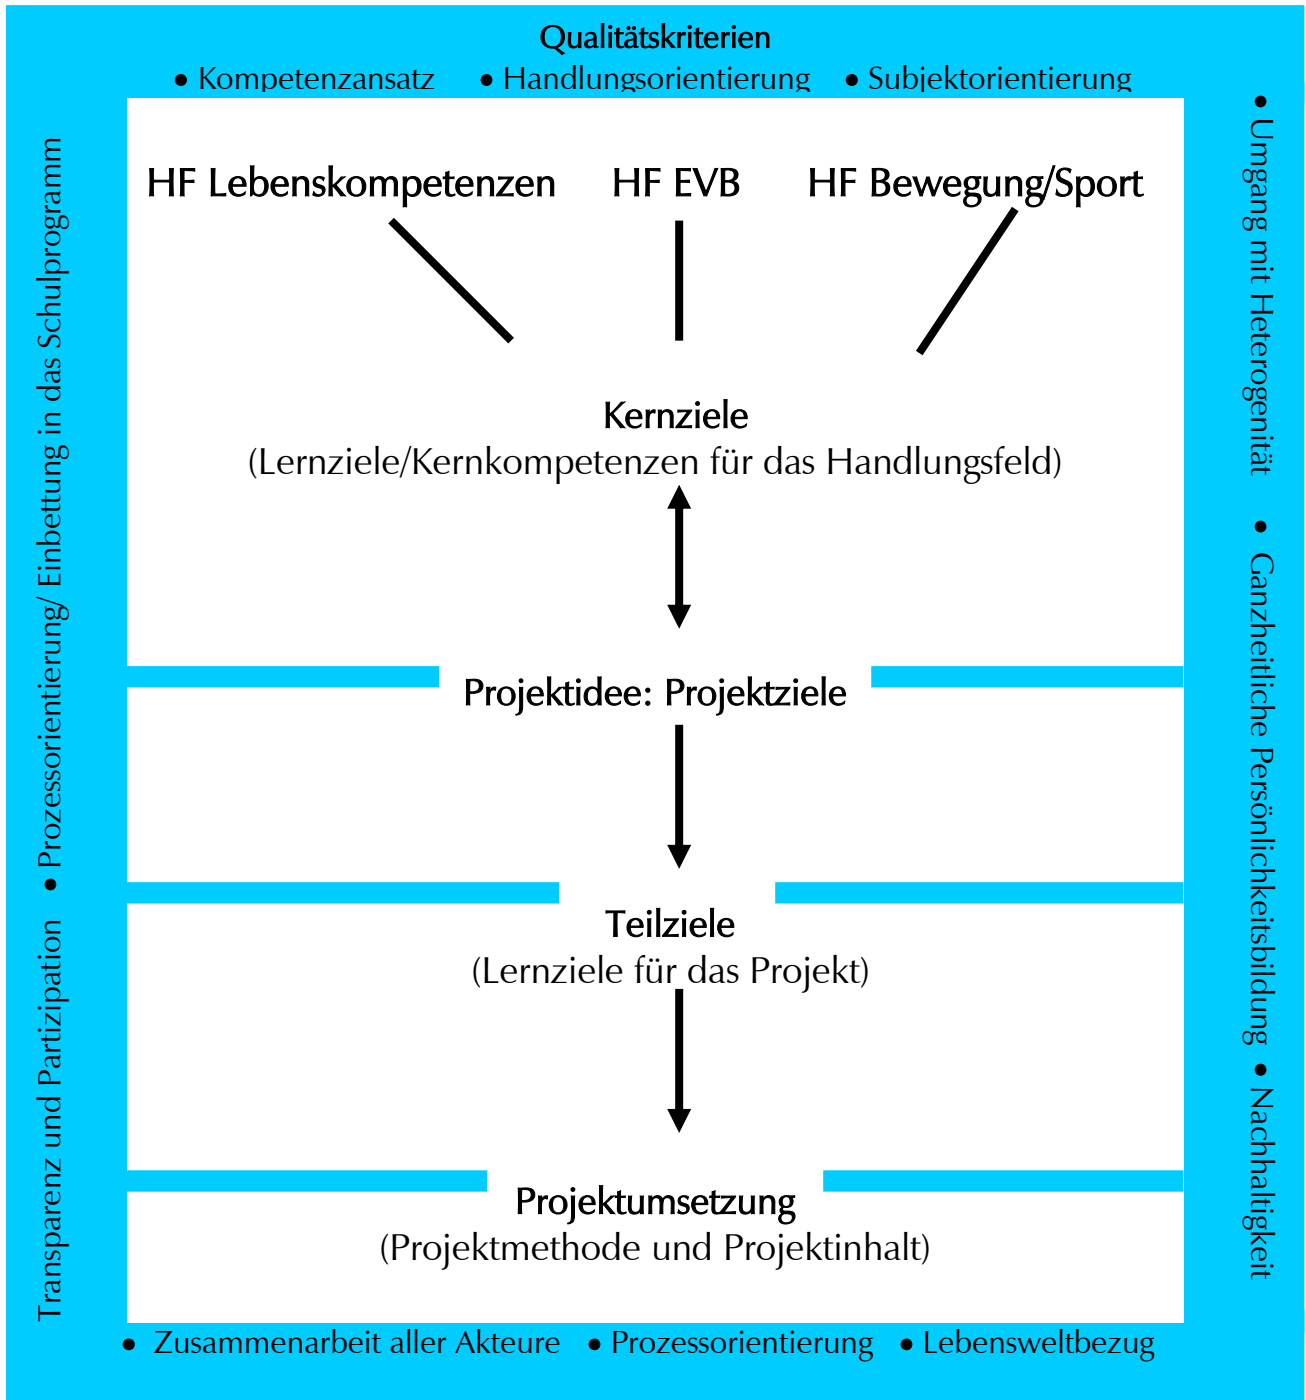 Qualitätskriterien
• Kompetenzansatz • Handlungsorientierung • Subjektorientierung
HF Lebenskompetenzen HF EVB HF Bewegung/Sport
Kernziele
(Lernziele/Kernkompetenzen für das Handlungsfeld)
Projektidee: Projektziele
Teilziele
(Lernziele für das Projekt)
Projektumsetzung
(Projektmethode und Projektinhalt)
• Zusammenarbeit aller Akteure • Prozessorientierung • Lebensweltbezug
Transparenz und Partizipation • Prozessorientierung/ Einbettung in das Schulprogramm
• Umgang mit Heterogenität • Ganzheitliche Persönlichkeitsbildung • Nachhaltigkeit